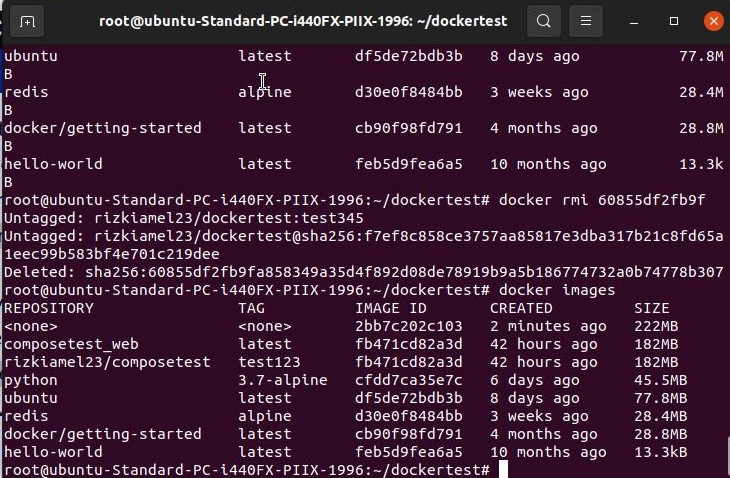 root@ubuntu-Standard-PC-i440FX-PIIX-1996: ~/dockertest
ubuntu latest df5de72bdb3b 8 days ago 77.8M
B
redis alpine d30e0f8484bb 3 weeks ago 28.4M
B
docker/getting-started latest cb90f98fd791 4 months ago 28.8M
B
hello-world latest feb5d9fea6a5 10 months ago 13.3k
B
root@ubuntu-Standard-PC-i440FX-PIIX-1996:~/dockertest# docker rmi 60855df2fb9f
Untagged: rizkiamel23/dockertest:test345
Untagged: rizkiamel23/dockertest@sha256:f7ef8c858ce3757aa85817e3dba317b21c8fd65a
1eec99b583bf4e701c219dee
Deleted: sha256:60855df2fb9fa858349a35d4f892d08de78919b9a5b186774732a0b74778b307
root@ubuntu-Standard-PC-i440FX-PIIX-1996:~/dockertest# docker images
REPOSITORY TAG IMAGE ID CREATED SIZE
<none> <none> 2bb7c202c103 2 minutes ago 222MB
composetest_web latest fb471cd82a3d 42 hours ago 182MB
rizkiamel23/composetest test123 fb471cd82a3d 42 hours ago 182MB
python 3.7-alpine cfdd7ca35e7c 6 days ago 45.5MB
ubuntu latest df5de72bdb3b 8 days ago 77.8MB
redis alpine d30e0f8484bb 3 weeks ago 28.4MB
docker/getting-started latest cb90f98fd791 4 months ago 28.8MB
hello-world latest feb5d9fea6a5 10 months ago 13.3kB
root@ubuntu-Standard-PC-i440FX-PIIX-1996:~/dockertest#